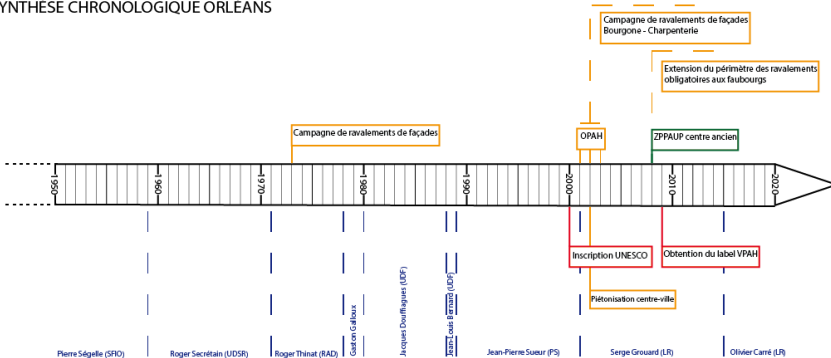 YNTHÈSE CHRONOLOGIQUE ORLÉANS
Campagne de ravalements de façades
Bourgone - Charpenterie
Extension du périmètre des ravalements
obligatoires aux faubourgs
Campagne de ravalements de façades
OPAH
ZPPAUP centre ancien
1950
1960
1970
1980
1990
2000
2010
2020
Inscription UNESCO
Obtention du label VPAH
Piétonisation centre-ville
Pierre Ségelle (SFIO)
Roger Secrétain (UDSR)
Roger Thinat (RAD)
Gaston Galloux
Jacques Douffiagues (UDF)
Jean-Louis Bernard (UDF)
Jean-Pierre Sueur (PS)
Serge Grouard (LR)
Olivier Carré (LR)